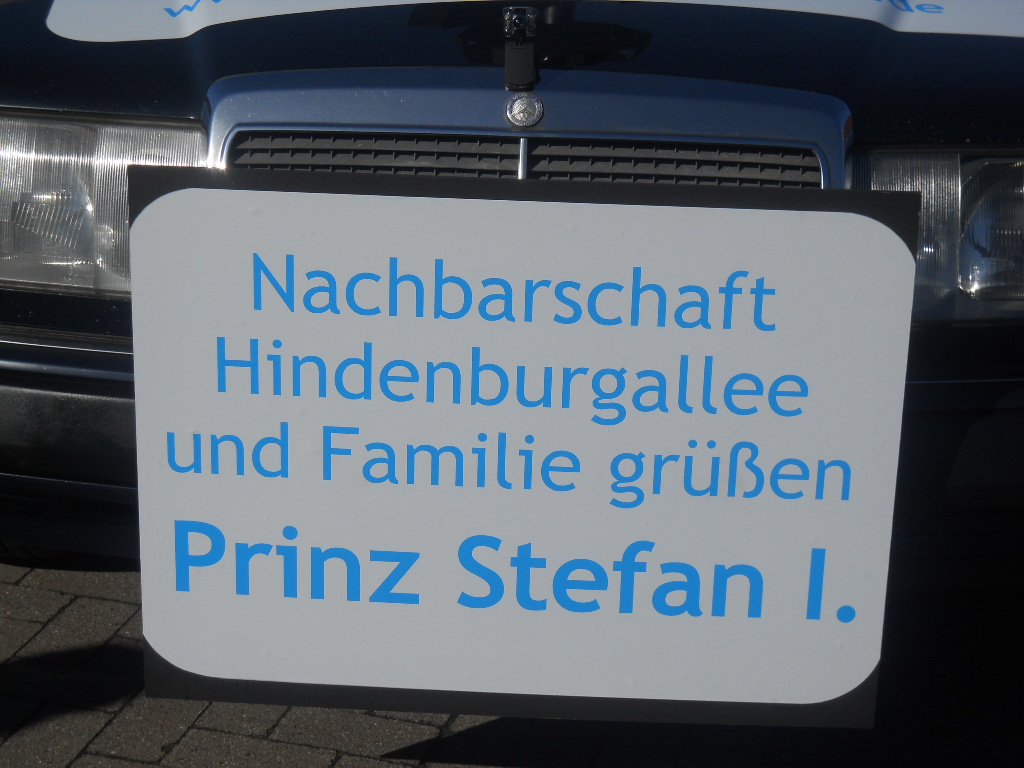 Nachbarschaft
Hindenburgallee
und Familie grüßen
Prinz Stefan I.